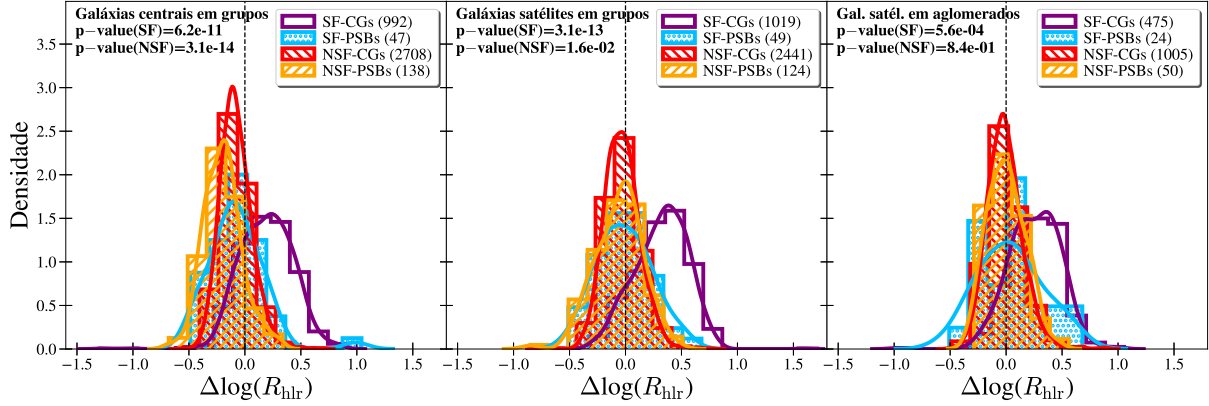 Galáxias centrais em grupos
p−value(SF)=6.2e-11
p−value(NSF)=3.1e-14
SF-CGs (992)
SF-PSBs (47)
NSF-CGs (2708)
NSF-PSBs (138)
Galáxias satélites em grupos
p−value(SF)=3.1e-13
p−value(NSF)=1.6e-02
SF-CGs (1019)
SF-PSBs (49)
NSF-CGs (2441)
NSF-PSBs (124)
Gal. satél. em aglomerados
p−value(SF)=5.6e-04
p−value(NSF)=8.4e-01
SF-CGs (475)
SF-PSBs (24)
NSF-CGs (1005)
NSF-PSBs (50)
Densidade
3.5
3.0
2.5
2.0
1.5
1.0
0.5
0.0
−1.5 −1.0 −0.5 0.0 0.5 1.0 1.5
−1.5 −1.0 −0.5 0.0 0.5 1.0 1.5
−1.5 −1.0 −0.5 0.0 0.5 1.0 1.5
Δlog(R_hlr)
Δlog(R_hlr)
Δlog(R_hlr)